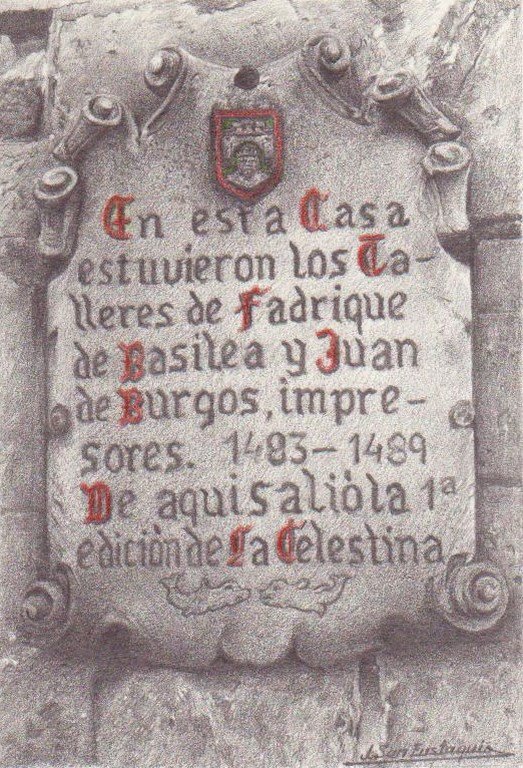 En esta Casa
estuvieron los Ta-
lleres de Fadrique
de Basilea y Juan
de Burgos, impre-
sores. 1483-1489
De aqui salió la 1ª
edición de La Celestina